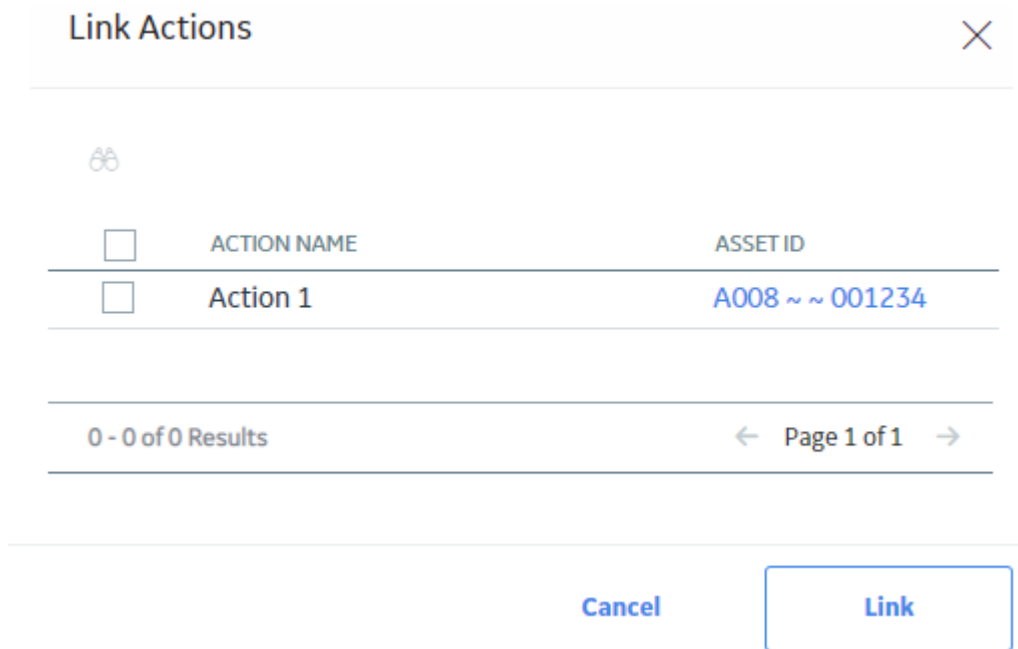 Link Actions
ACTION NAME ASSET ID
Action 1 A008 ~ ~ 001234
0 - 0 of 0 Results Page 1 of 1
Cancel Link